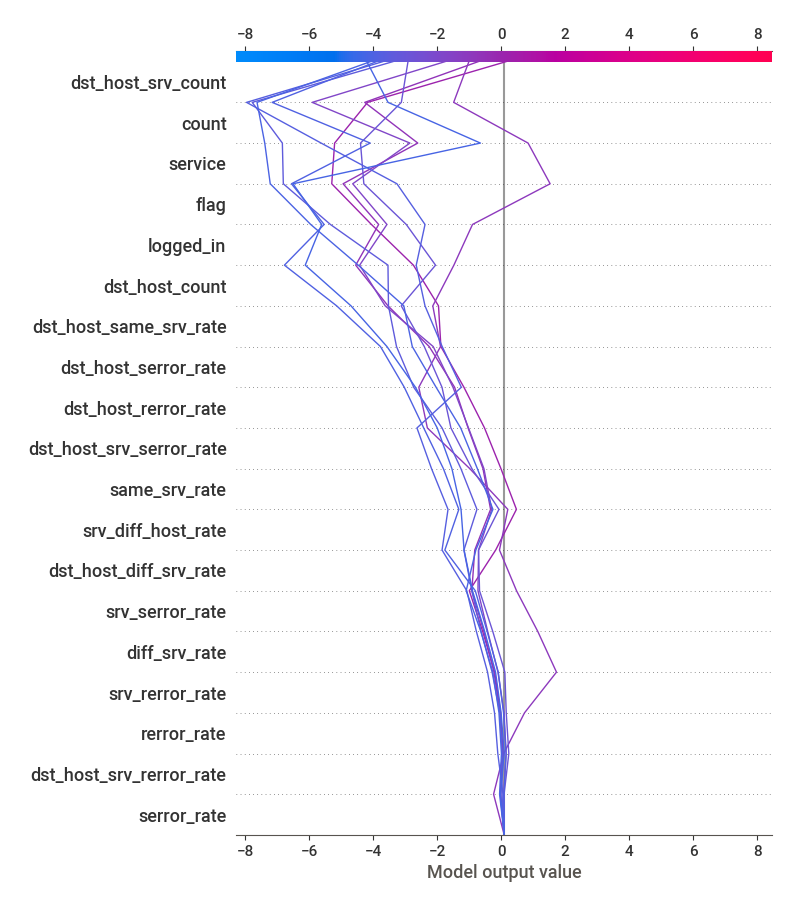 −8 −6 −4 −2 0 2 4 6 8
dst_host_srv_count
count
service
flag
logged_in
dst_host_count
dst_host_same_srv_rate
dst_host_serror_rate
dst_host_rerror_rate
dst_host_srv_serror_rate
same_srv_rate
srv_diff_host_rate
dst_host_diff_srv_rate
srv_serror_rate
diff_srv_rate
srv_rerror_rate
rerror_rate
dst_host_srv_rerror_rate
serror_rate
−8 −6 −4 −2 0 2 4 6 8
Model output value